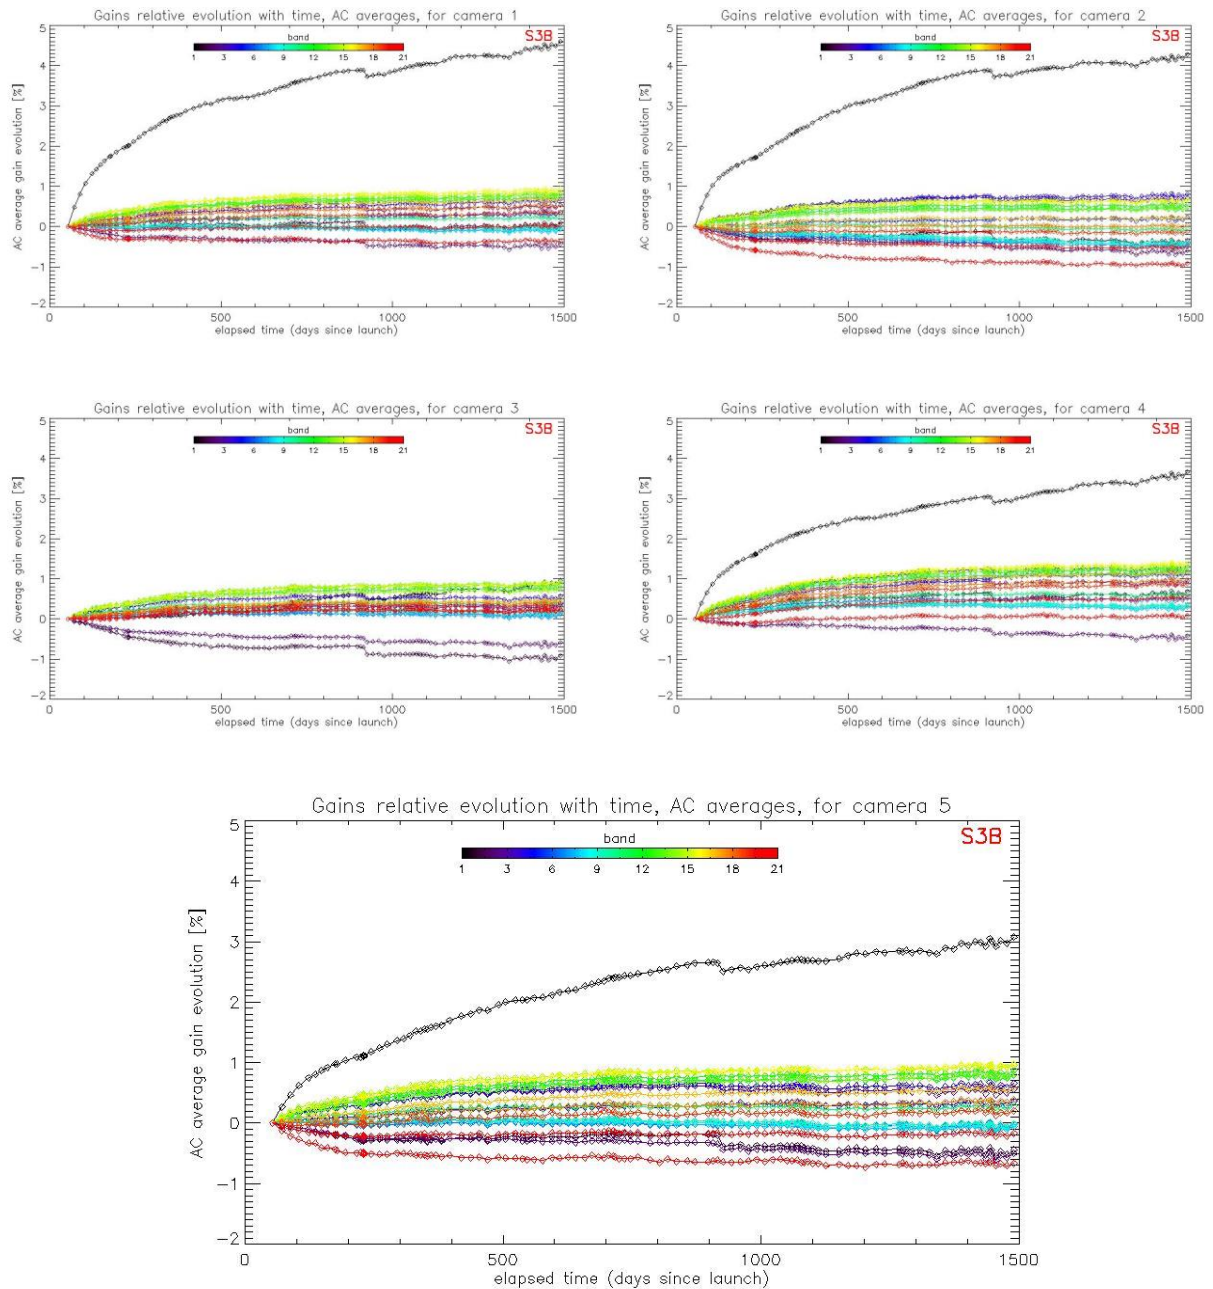 Gains relative evolution with time, AC averages, for camera 1
S3B
band
1 3 6 9 12 15 18 21
AC average gain evolution [%]
5
4
3
2
1
0
-1
-2
0 500 1000 1500
elapsed time (days since launch)
Gains relative evolution with time, AC averages, for camera 2
S3B
band
1 3 6 9 12 15 18 21
AC average gain evolution [%]
5
4
3
2
1
0
-1
-2
0 500 1000 1500
elapsed time (days since launch)
Gains relative evolution with time, AC averages, for camera 3
S3B
band
1 3 6 9 12 15 18 21
AC average gain evolution [%]
5
4
3
2
1
0
-1
-2
0 500 1000 1500
elapsed time (days since launch)
Gains relative evolution with time, AC averages, for camera 4
S3B
band
1 3 6 9 12 15 18 21
AC average gain evolution [%]
5
4
3
2
1
0
-1
-2
0 500 1000 1500
elapsed time (days since launch)
Gains relative evolution with time, AC averages, for camera 5
S3B
band
1 3 6 9 12 15 18 21
AC average gain evolution [%]
5
4
3
2
1
0
-1
-2
0 500 1000 1500
elapsed time (days since launch)